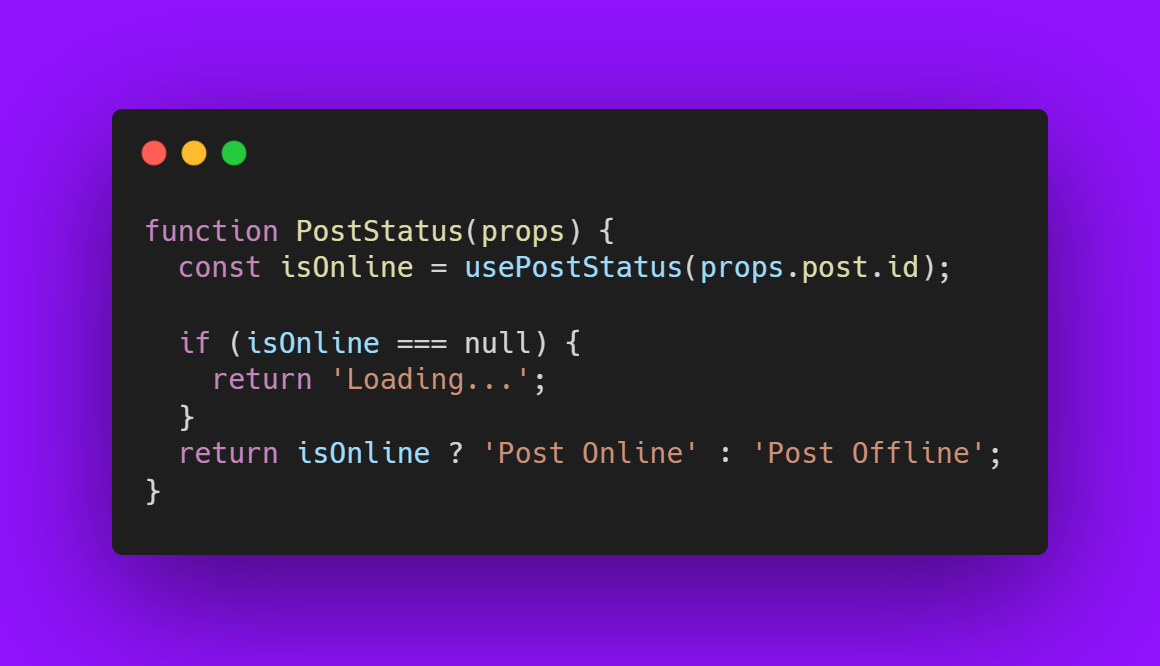 function PostStatus(props) {
  const isOnline = usePostStatus(props.post.id);

  if (isOnline === null) {
    return 'Loading...';
  }
  return isOnline ? 'Post Online' : 'Post Offline';
}